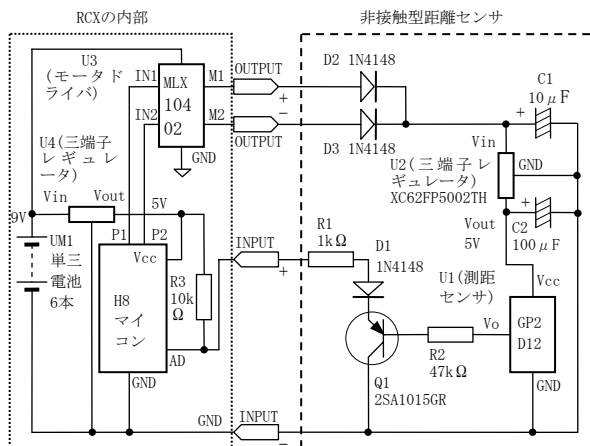 RCXの内部
非接触型距離センサ
U3
(モータド
ライバ)
IN1
IN2
MLX
104
02
M1
M2
GND
OUTPUT
+
−
OUTPUT
D2 1N4148
D3 1N4148
C1
10μF
+
Vin
GND
U2(三端子レ
ギュレータ)
XC62FP5002TH
U4(三端子
レギュレ
ータ)
Vin
Vout
5V
9V
UM1
単三
電池
6本
P1
P2
Vcc
H8
マイ
コン
AD
GND
R3
10k
Ω
INPUT
+
R1
1kΩ
D1
1N4148
Vout
5V
+
C2
100μF
U1(測距
センサ)
Vcc
GP2
D12
Vo
GND
R2
47kΩ
Q1
2SA1015GR
GND
INPUT
−